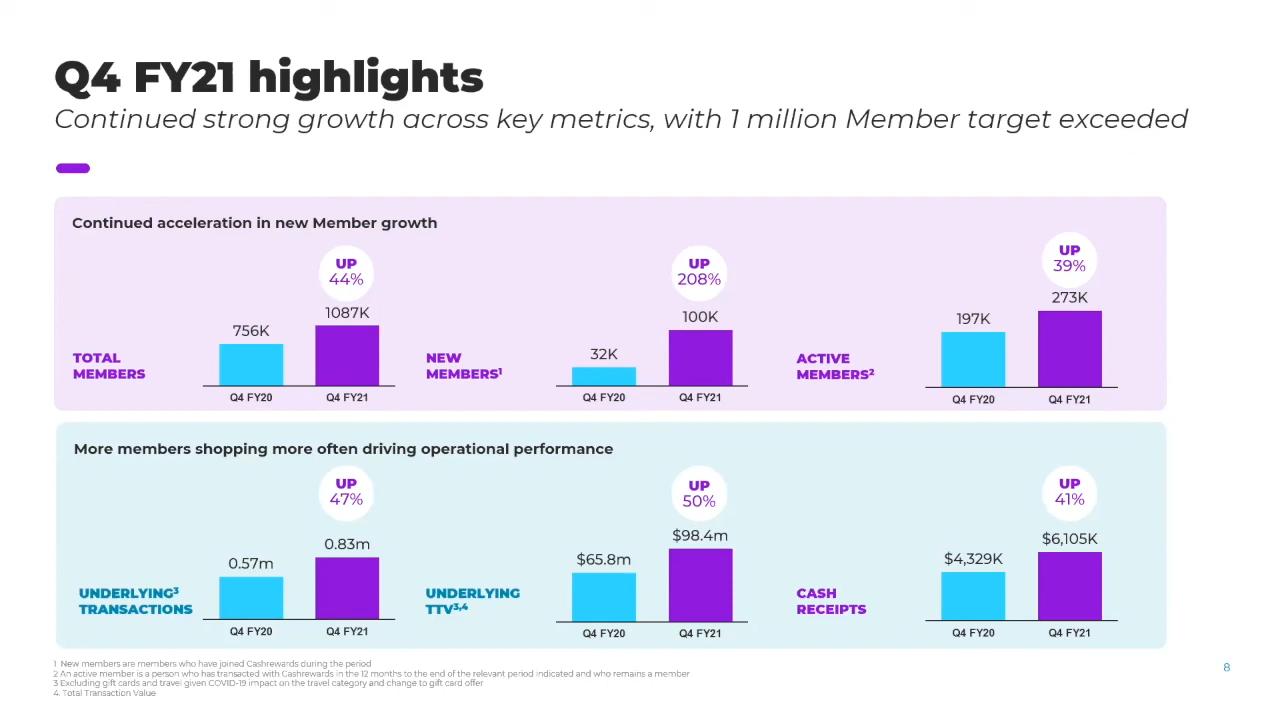 Q4 FY21 highlights
Continued strong growth across key metrics, with 1 million Member target exceeded
Continued acceleration in new Member growth
UP
44%
756K
1087K
TOTAL
MEMBERS
Q4 FY20
Q4 FY21
UP
208%
32K
100K
NEW
MEMBERS¹
Q4 FY20
Q4 FY21
UP
39%
197K
273K
ACTIVE
MEMBERS²
Q4 FY20
Q4 FY21
More members shopping more often driving operational performance
UP
47%
0.57m
0.83m
UNDERLYING³
TRANSACTIONS
Q4 FY20
Q4 FY21
UP
50%
$65.8m
$98.4m
UNDERLYING
TTV³,⁴
Q4 FY20
Q4 FY21
UP
41%
$4,329K
$6,105K
CASH
RECEIPTS
Q4 FY20
Q4 FY21
1 New members are members who have joined Cashrewards during the period
2 An active member is a person who has transacted with Cashrewards in the 12 months to the end of the relevant period indicated and who remains a member
3 Excluding gift cards and travel given COVID-19 impact on the travel category and change to gift card offer
4. Total Transaction Value
8